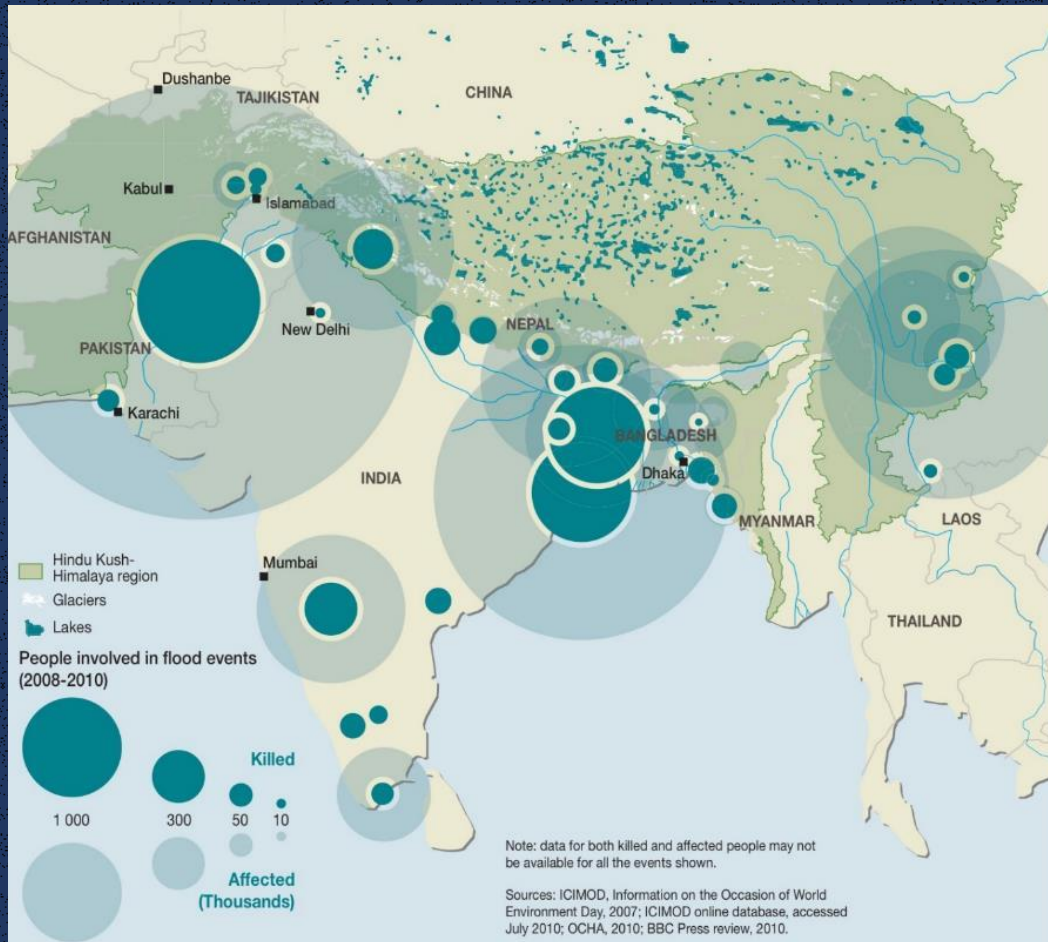 Dushanbe
TAJIKISTAN
CHINA
Kabul
Islamabad
AFGHANISTAN
New Delhi
NEPAL
PAKISTAN
Karachi
BANGLADESH
Dhaka
INDIA
MYANMAR
LAOS
Mumbai
THAILAND
Hindu Kush-
Himalaya region
Glaciers
Lakes
People involved in flood events
(2008-2010)
Killed
1 000 300 50 10
Affected
(Thousands)
Note: data for both killed and affected people may not
be available for all the events shown.
Sources: ICIMOD, Information on the Occasion of World
Environment Day, 2007; ICIMOD online database, accessed
July 2010; OCHA, 2010; BBC Press review, 2010.